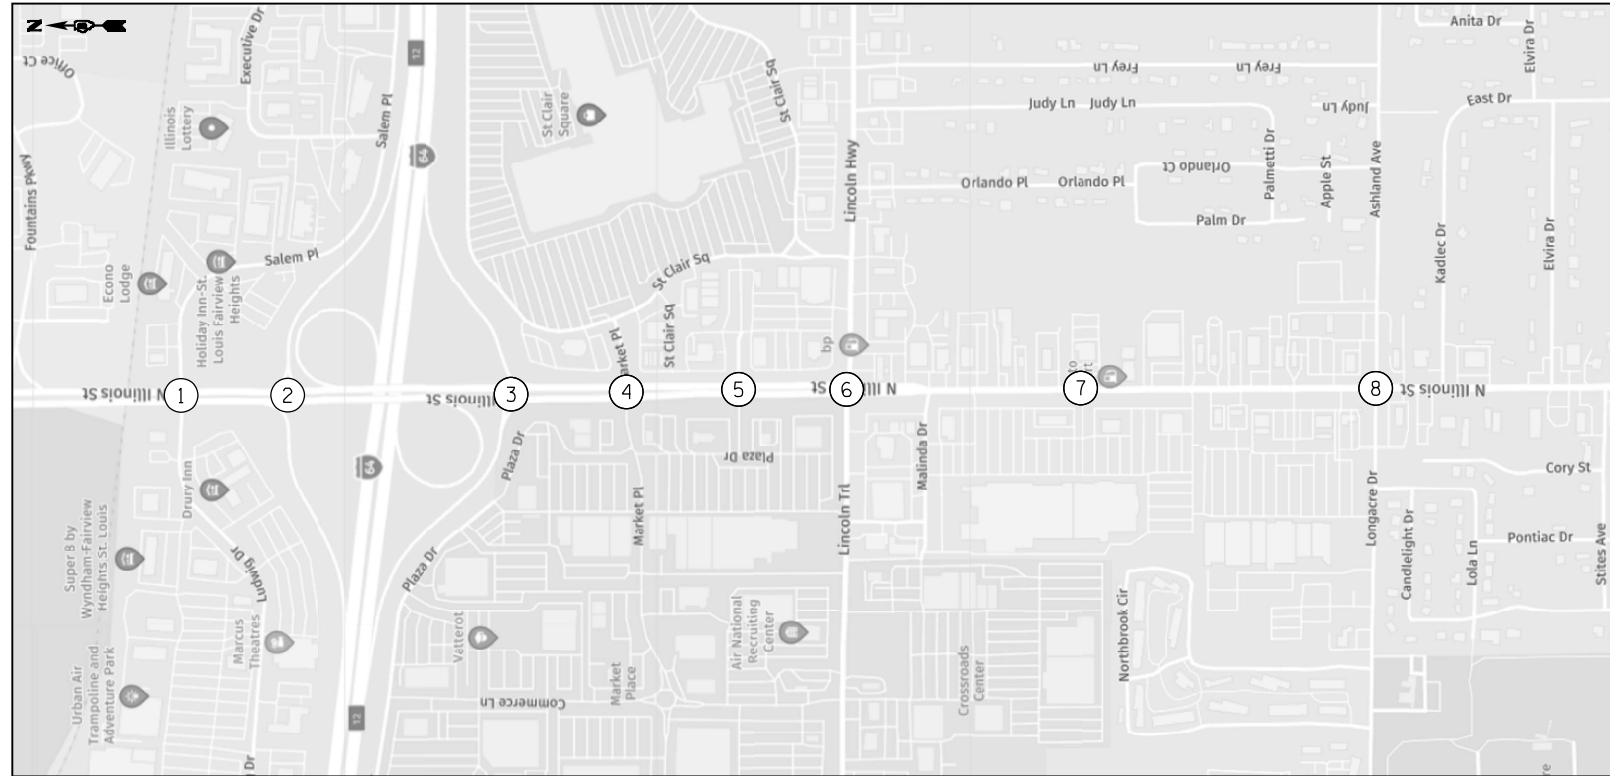 N
Office Ct
Executive Dr
12
Salem Pl
Illinois
Lottery
St Clair
Square
St Clair Sq
64
Fountains Pkwy
Econo
Lodge
Holiday Inn-St.
Louis Fairview
Heights
Salem Pl
St Clair Sq
St Clair Sq
Market Pl
bp
Lincoln Hwy
Frey Ln
Frey Ln
Judy Ln
Judy Ln
Judy Ln
Orlando Pl
Orlando Pl
Orlando Ct
Palmetti Dr
Apple St
Palm Dr
Ashland Ave
Anita Dr
Elvira Dr
East Dr
Kadlec Dr
Elvira Dr
N Illinois St
1
2
Illinois St
3
4
5
St
6
N Ill
7
8
N Illinois St
Drury Inn
Super 8 by
Wyndham-Fairview
Heights St. Louis
Ludwig Dr
Marcus
Theatres
Urban Air
Trampoline and
Adventure Park
Dr
64
12
Plaza Dr
Plaza Dr
Vatterot
Commerce Ln
Market Pl
Market
Place
Plaza Dr
Air National
Recruiting
Center
Lincoln Trl
Malinda Dr
Crossroads
Center
Northbrook Cir
Longacre Dr
Candlelight Dr
Lola Ln
Cory St
Pontiac Dr
Stites Ave
re